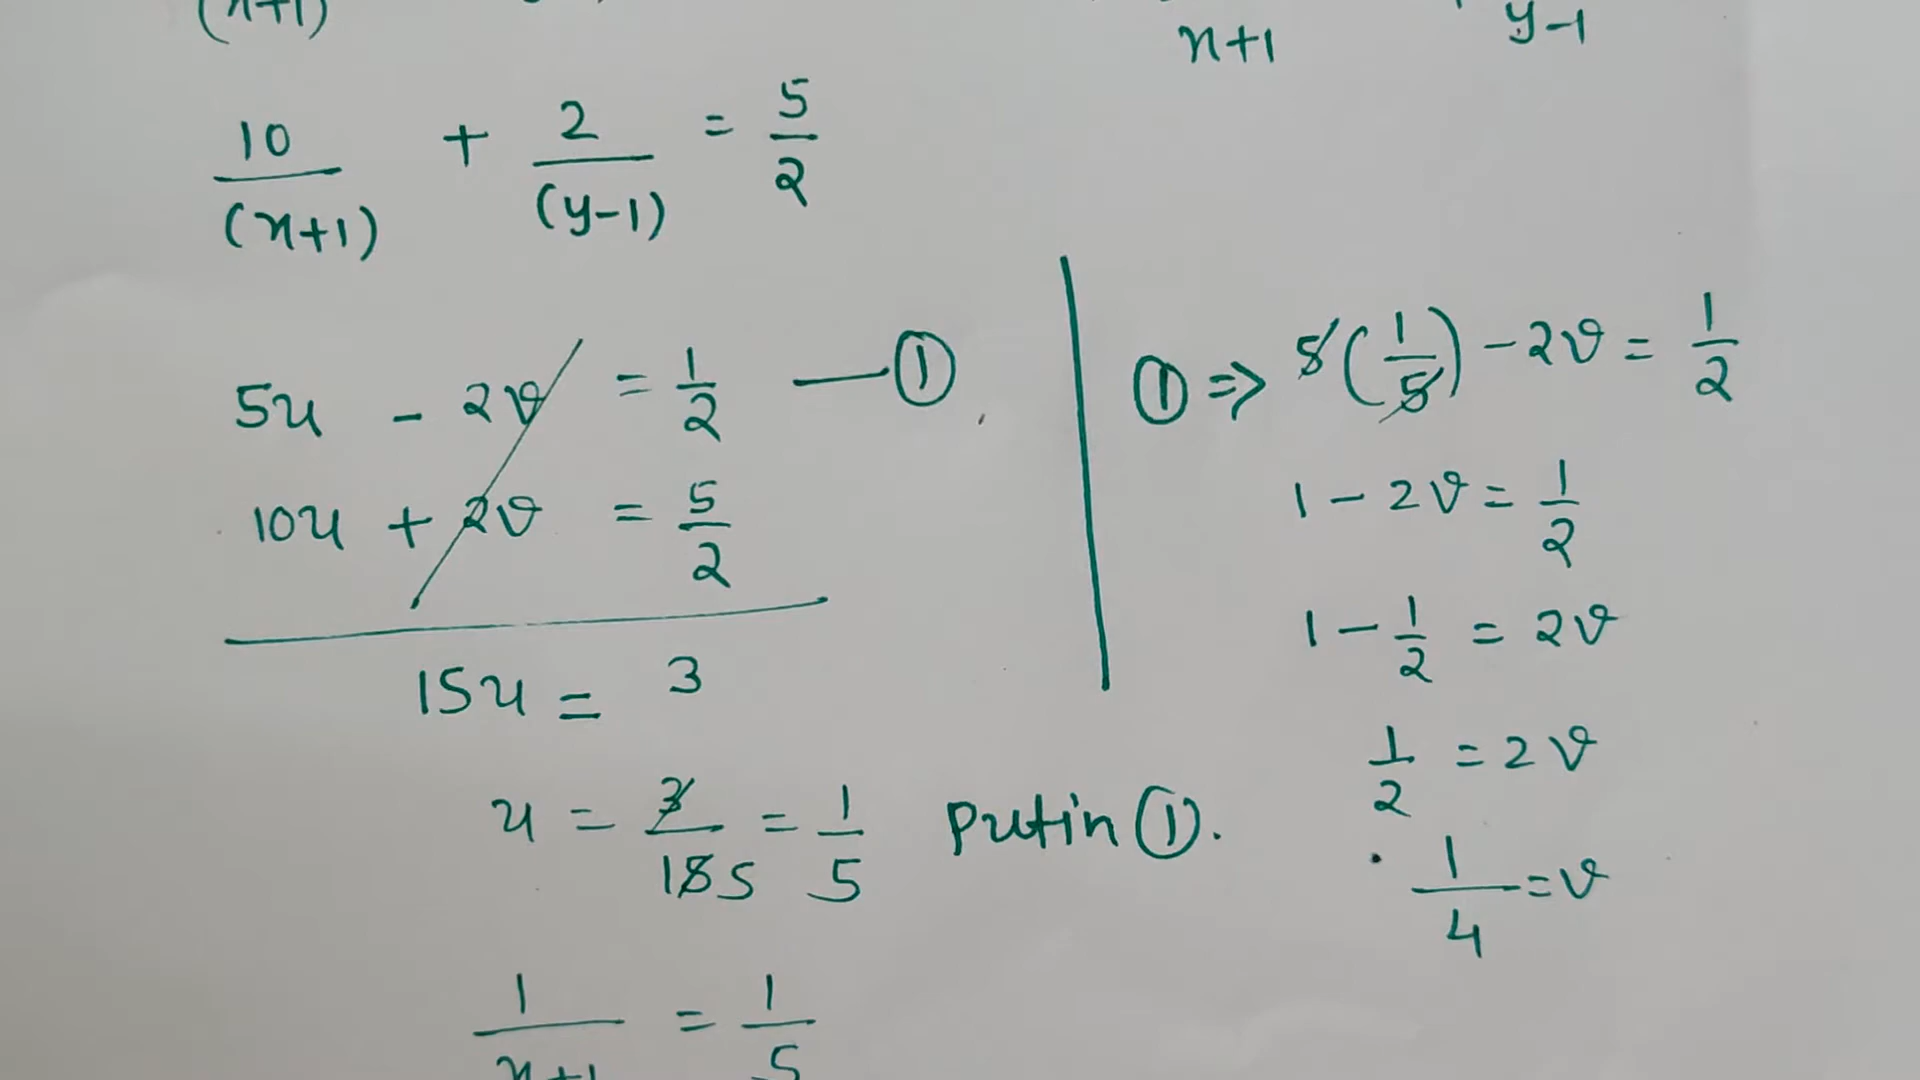 (x+1)
x+1
y-1
10/(x+1) + 2/(y-1) = 5/2
5u - 2v = 1/2 — ①
10u + 2v = 5/2
15u = 3
u = 3/15 5 = 1/5 put in ①.
1/(x+1) = 1/5
① ⇒ 5(1/5) - 2v = 1/2
1 - 2v = 1/2
1 - 1/2 = 2v
1/2 = 2v
1/4 = v